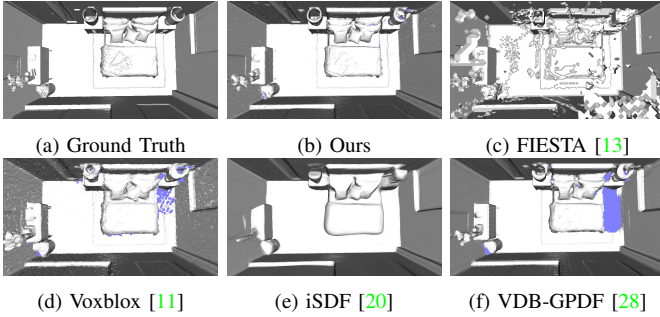 (a) Ground Truth
(b) Ours
(c) FIESTA [13]
(d) Voxblox [11]
(e) iSDF [20]
(f) VDB-GPDF [28]